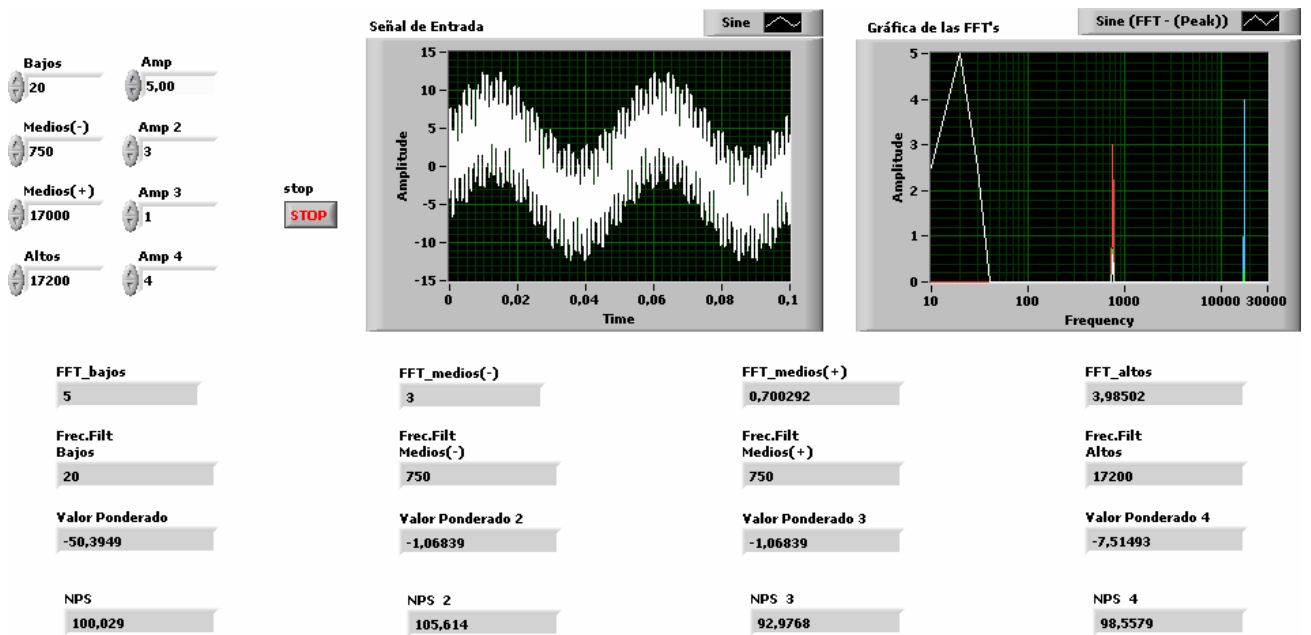 Bajos
20
Amp
5,00
Medios(-)
750
Amp 2
3
Medios(+)
17000
Amp 3
1
Altos
17200
Amp 4
4
stop
STOP
Señal de Entrada
Sine
15
10
5
0
-5
-10
-15
Amplitude
0
0,02
0,04
0,06
0,08
0,1
Time
Gráfica de las FFT's
Sine (FFT - (Peak))
5
4
3
2
1
0
Amplitude
10
100
1000
10000
30000
Frequency
FFT_bajos
5
FFT_medios(-)
3
FFT_medios(+)
0,700292
FFT_altos
3,98502
Frec.Filt
Bajos
20
Frec.Filt
Medios(-)
750
Frec.Filt
Medios(+)
750
Frec.Filt
Altos
17200
Valor Ponderado
-50,3949
Valor Ponderado 2
-1,06839
Valor Ponderado 3
-1,06839
Valor Ponderado 4
-7,51493
NPS
100,029
NPS 2
105,614
NPS 3
92,9768
NPS 4
98,5579